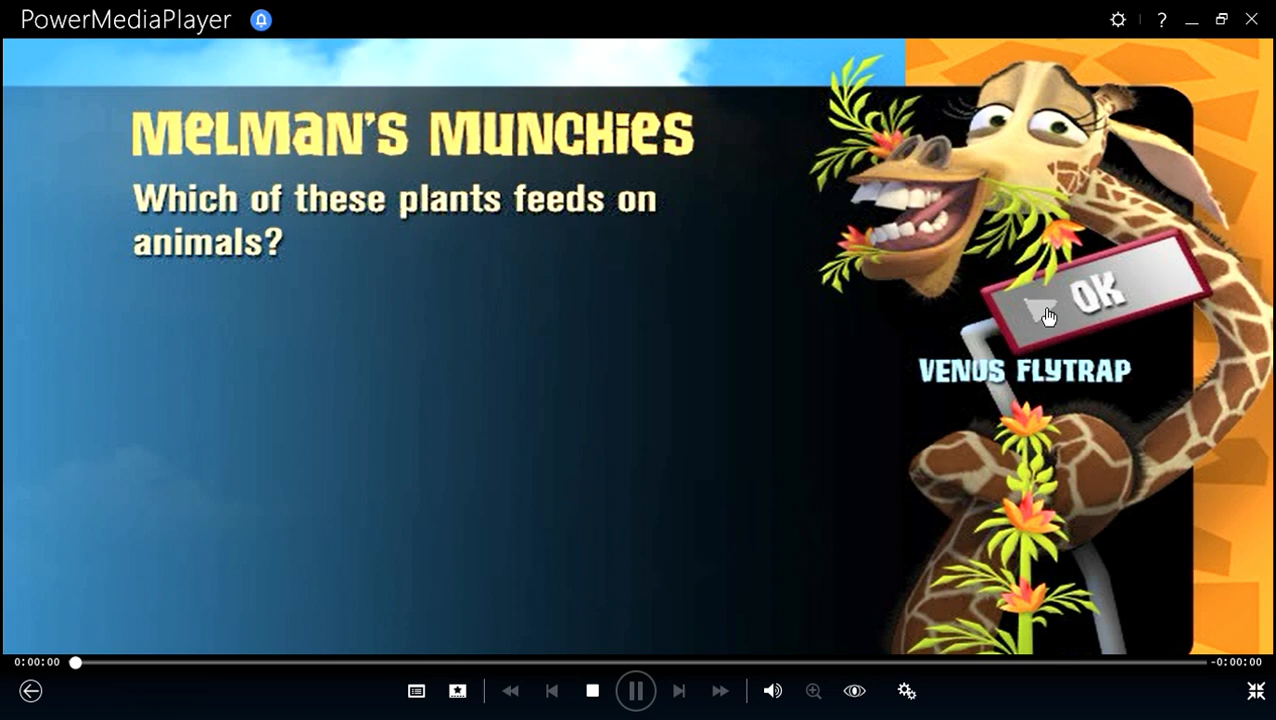 PowerMediaPlayer
?
MELMAN'S MUNCHIES
Which of these plants feeds on
animals?
OK
VENUS FLYTRAP
0:00:00
-0:00:00